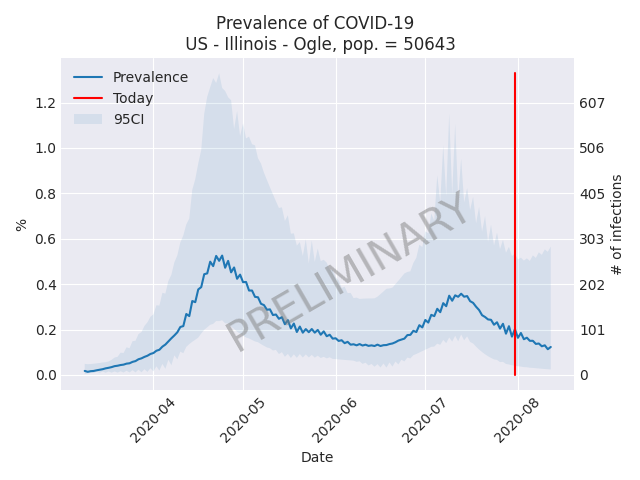 Prevalence of COVID-19
US - Illinois - Ogle, pop. = 50643
Prevalence
Today
95CI
1.2
1.0
0.8
0.6
0.4
0.2
0.0
%
607
506
405
303
202
101
0
# of infections
PRELIMINARY
2020-04
2020-05
2020-06
2020-07
2020-08
Date